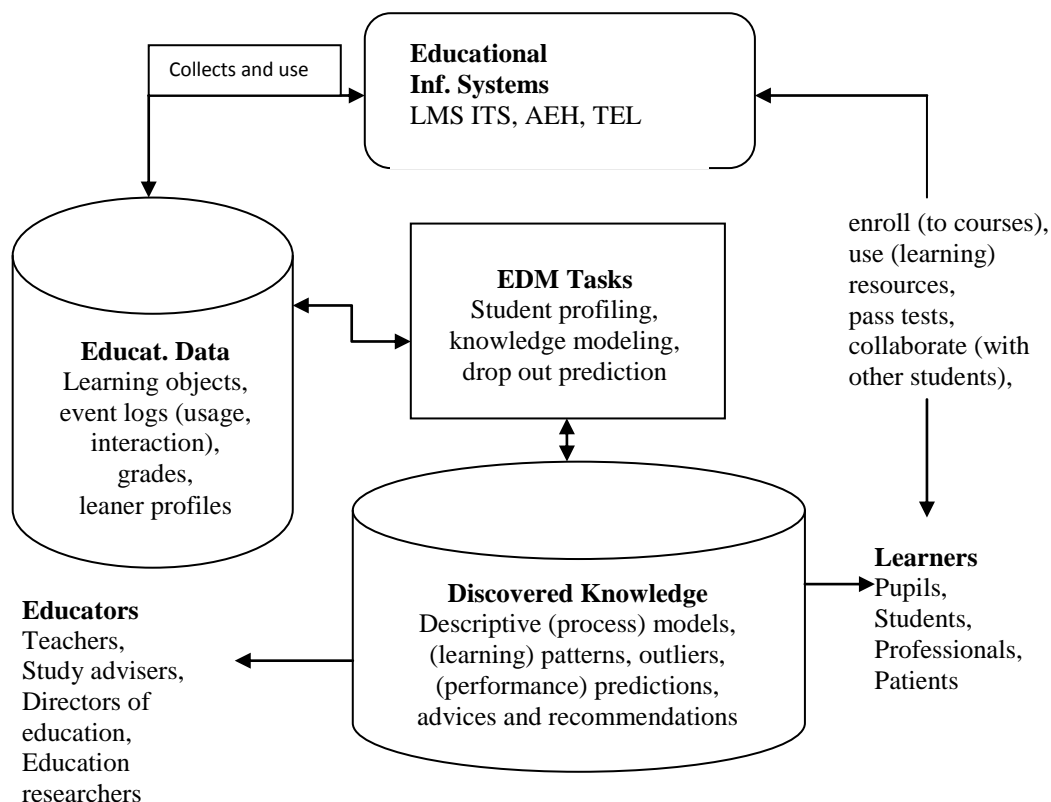 Collects and use
Educational
Inf. Systems
LMS ITS, AEH, TEL
enroll (to courses),
use (learning)
resources,
pass tests,
collaborate (with
other students),
EDM Tasks
Student profiling,
knowledge modeling,
drop out prediction
Educat. Data
Learning objects,
event logs (usage,
interaction),
grades,
leaner profiles
Discovered Knowledge
Descriptive (process) models,
(learning) patterns, outliers,
(performance) predictions,
advices and recommendations
Learners
Pupils,
Students,
Professionals,
Patients
Educators
Teachers,
Study advisers,
Directors of
education,
Education
researchers